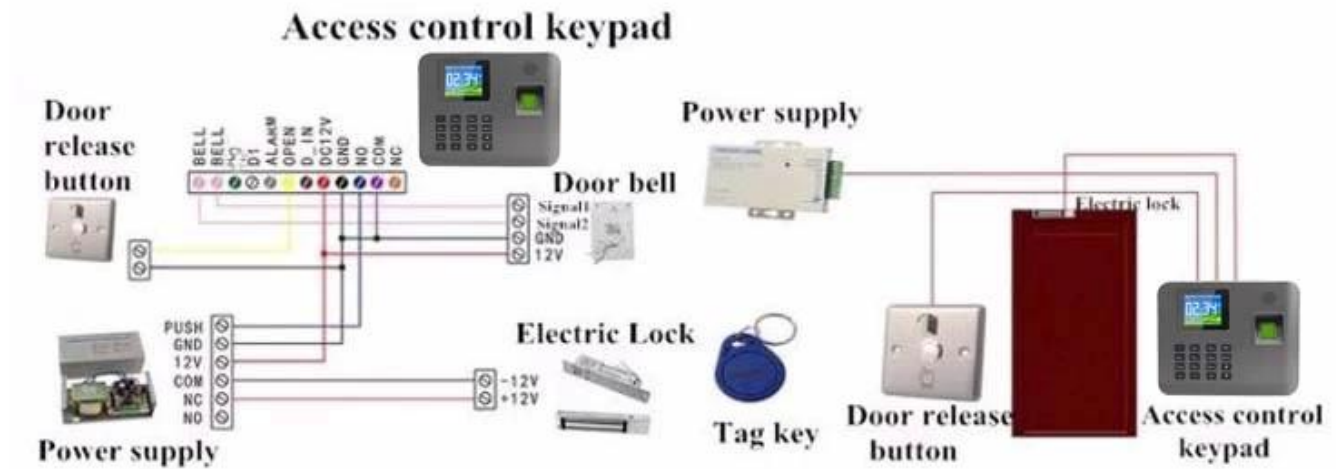 Access control keypad
02:34
Door
release
button
BELL
BELL
D1
ALARM
OPEN
D_IN
DC12V
GND
NO
COM
NC
Door bell
Signal1
Signal2
GND
12V
PUSH
GND
12V
COM
NC
NO
Power supply
Electric Lock
-12V
+12V
Power supply
Electric lock
Tag key
Door release
button
02:34
Access control
keypad